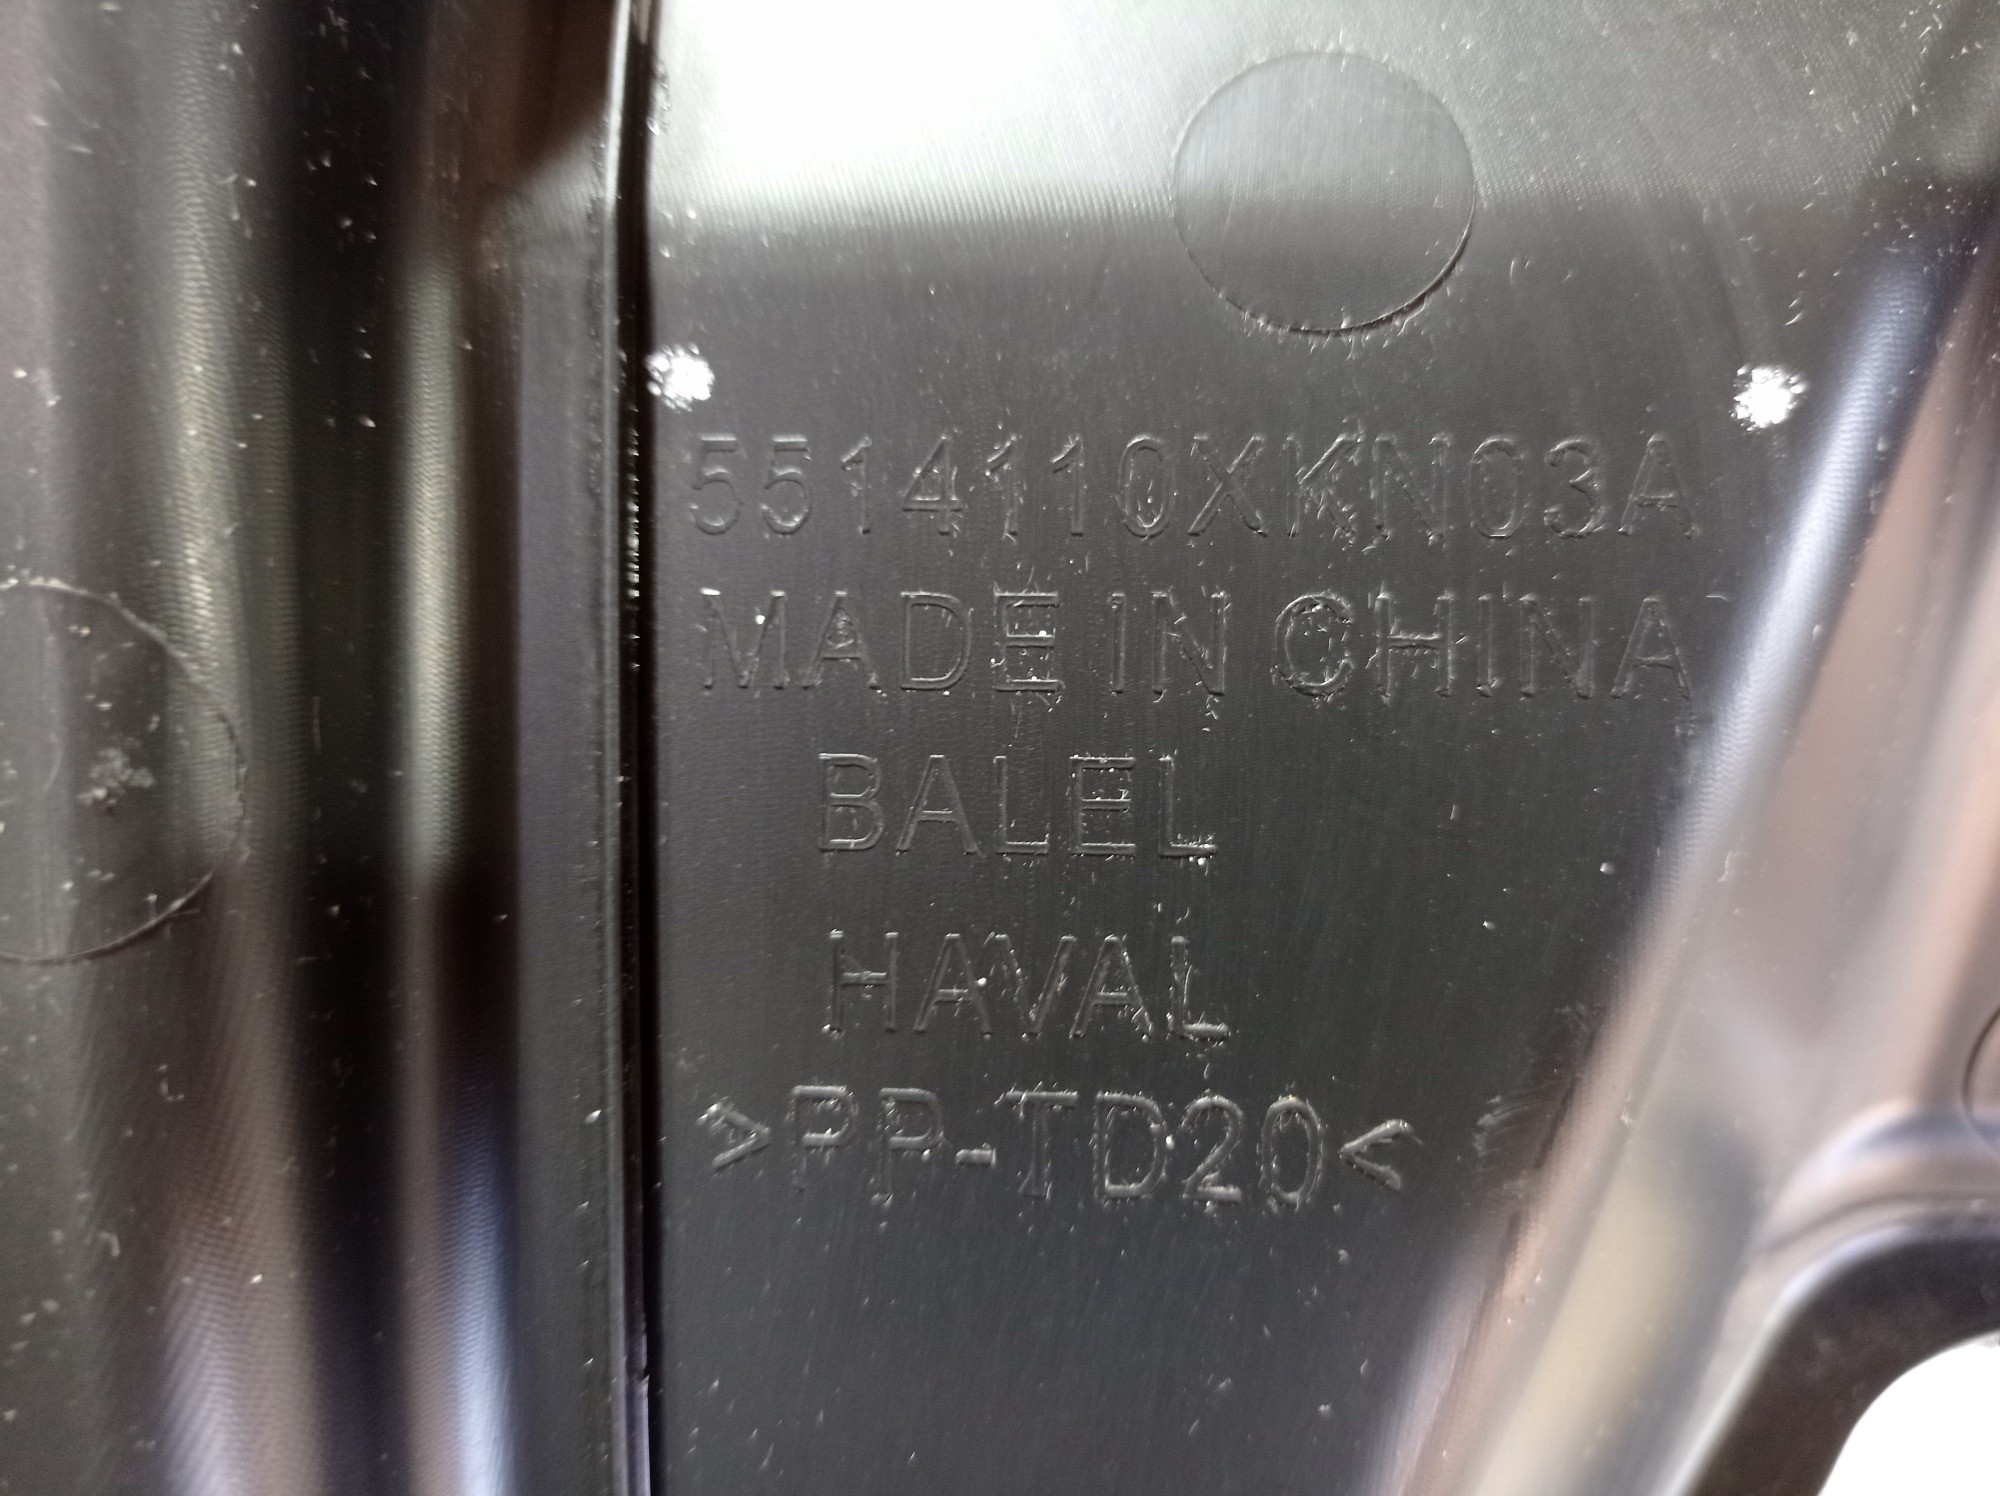 5514110XKN03A
MADE IN CHINA
BALEL
HAVAL
>PP-TD20<